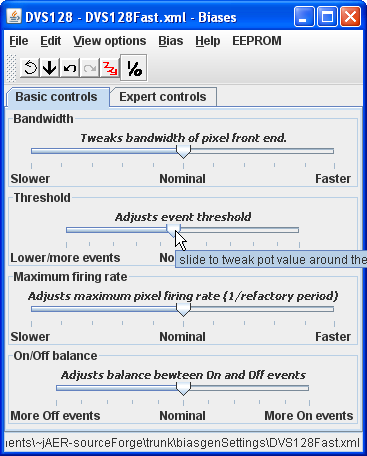 DVS128 - DVS128Fast.xml - Biases
File Edit View options Bias Help EEPROM
1/0
Basic controls Expert controls
Bandwidth
Tweaks bandwidth of pixel front end.
Slower Nominal Faster
Threshold
Adjusts event threshold
Lower/more events No
slide to tweak pot value around the
Maximum firing rate
Adjusts maximum pixel firing rate (1/refactory period)
Slower Nominal Faster
On/Off balance
Adjusts balance bewteen On and Off events
More Off events Nominal More On events
nents\~jAER-sourceForge\trunk\biasgenSettings\DVS128Fast.xml